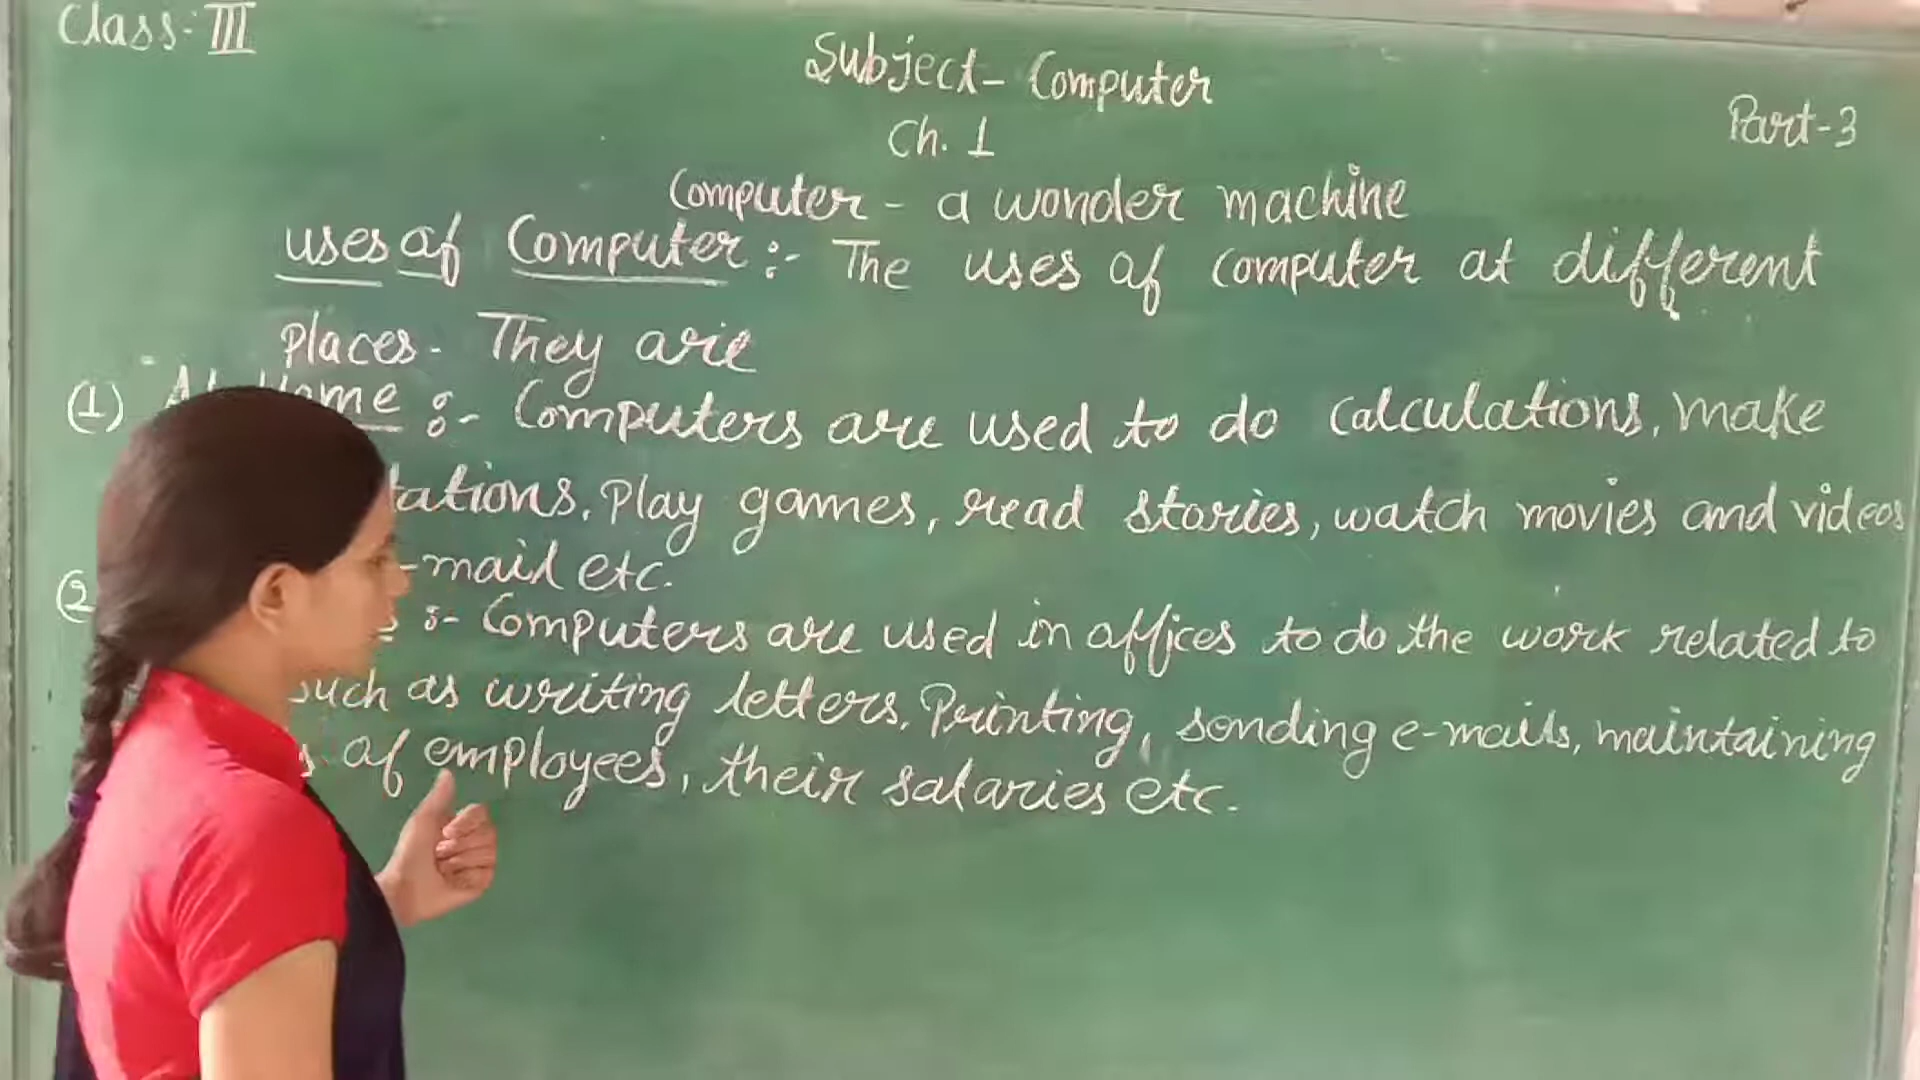 Class:- III
Subject- Computer
Ch. 1
Part-3
Computer - a wonder machine
uses of Computer :- The uses of computer at different
places. They are
(1) At Home :- Computers are used to do calculations, make
Play games, read stories, watch movies and videos
etc.
(2 :- Computers are used in offices to do the work related to
such as writing letters, Printing, sending e-mails, maintaining
of employees, their salaries etc.